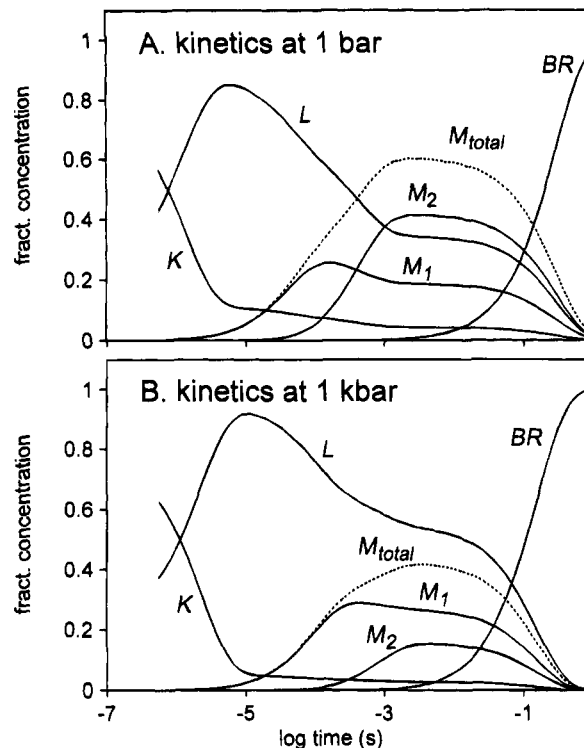 A. kinetics at 1 bar
fract. concentration
1
0.8
0.6
0.4
0.2
0
K
L
M1
M2
Mtotal
BR
B. kinetics at 1 kbar
fract. concentration
1
0.8
0.6
0.4
0.2
0
K
L
Mtotal
M1
M2
BR
-7
-5
-3
-1
log time (s)